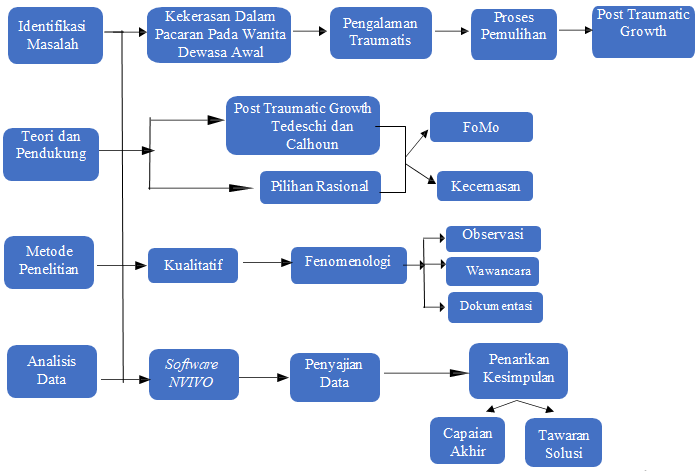 Identifikasi
Masalah
Kekerasan Dalam
Pacaran Pada Wanita
Dewasa Awal
Pengalaman
Traumatis
Proses
Pemulihan
Post Traumatic
Growth
Teori dan
Pendukung
Post Traumatic Growth
Tedeschi dan
Calhoun
Pilihan Rasional
FoMo
Kecemasan
Metode
Penelitian
Kualitatif
Fenomenologi
Observasi
Wawancara
Dokumentasi
Analisis
Data
Software
NVIVO
Penyajian
Data
Penarikan
Kesimpulan
Capaian
Akhir
Tawaran
Solusi